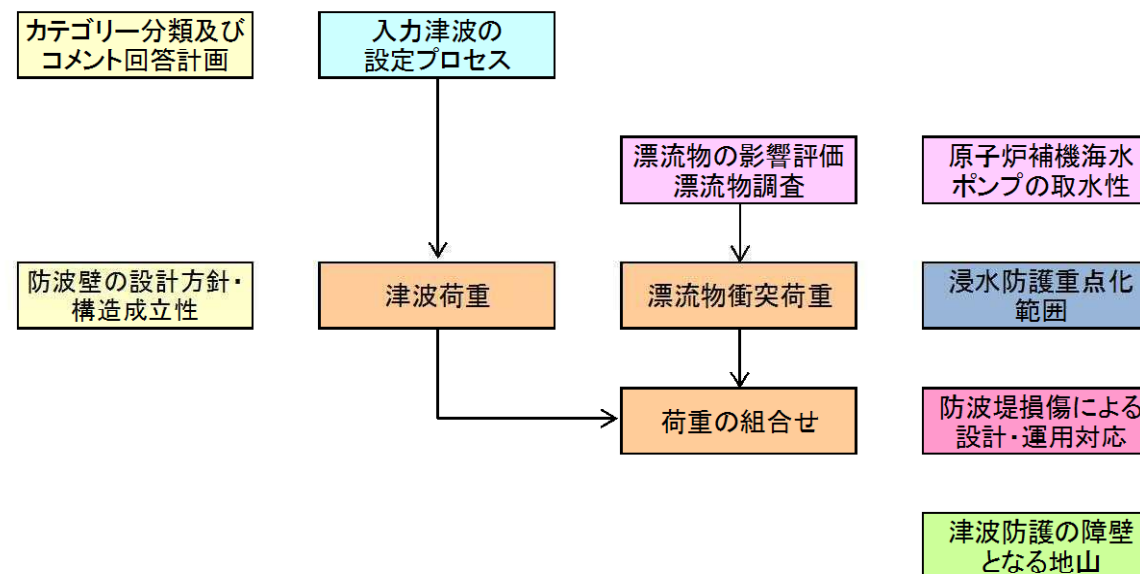 カテゴリー分類及び
コメント回答計画
入力津波の
設定プロセス
漂流物の影響評価
漂流物調査
原子炉補機海水
ポンプの取水性
防波壁の設計方針・
構造成立性
津波荷重
漂流物衝突荷重
浸水防護重点化
範囲
荷重の組合せ
防波堤損傷による
設計・運用対応
津波防護の障壁
となる地山